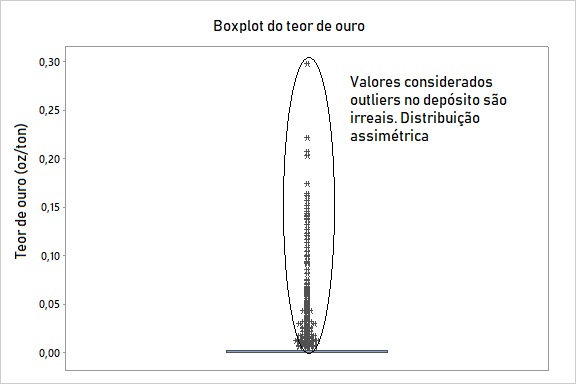 Boxplot do teor de ouro
Teor de ouro (oz/ton)
0,30
0,25
0,20
0,15
0,10
0,05
0,00
Valores considerados
outliers no depósito são
irreais. Distribuição
assimétrica